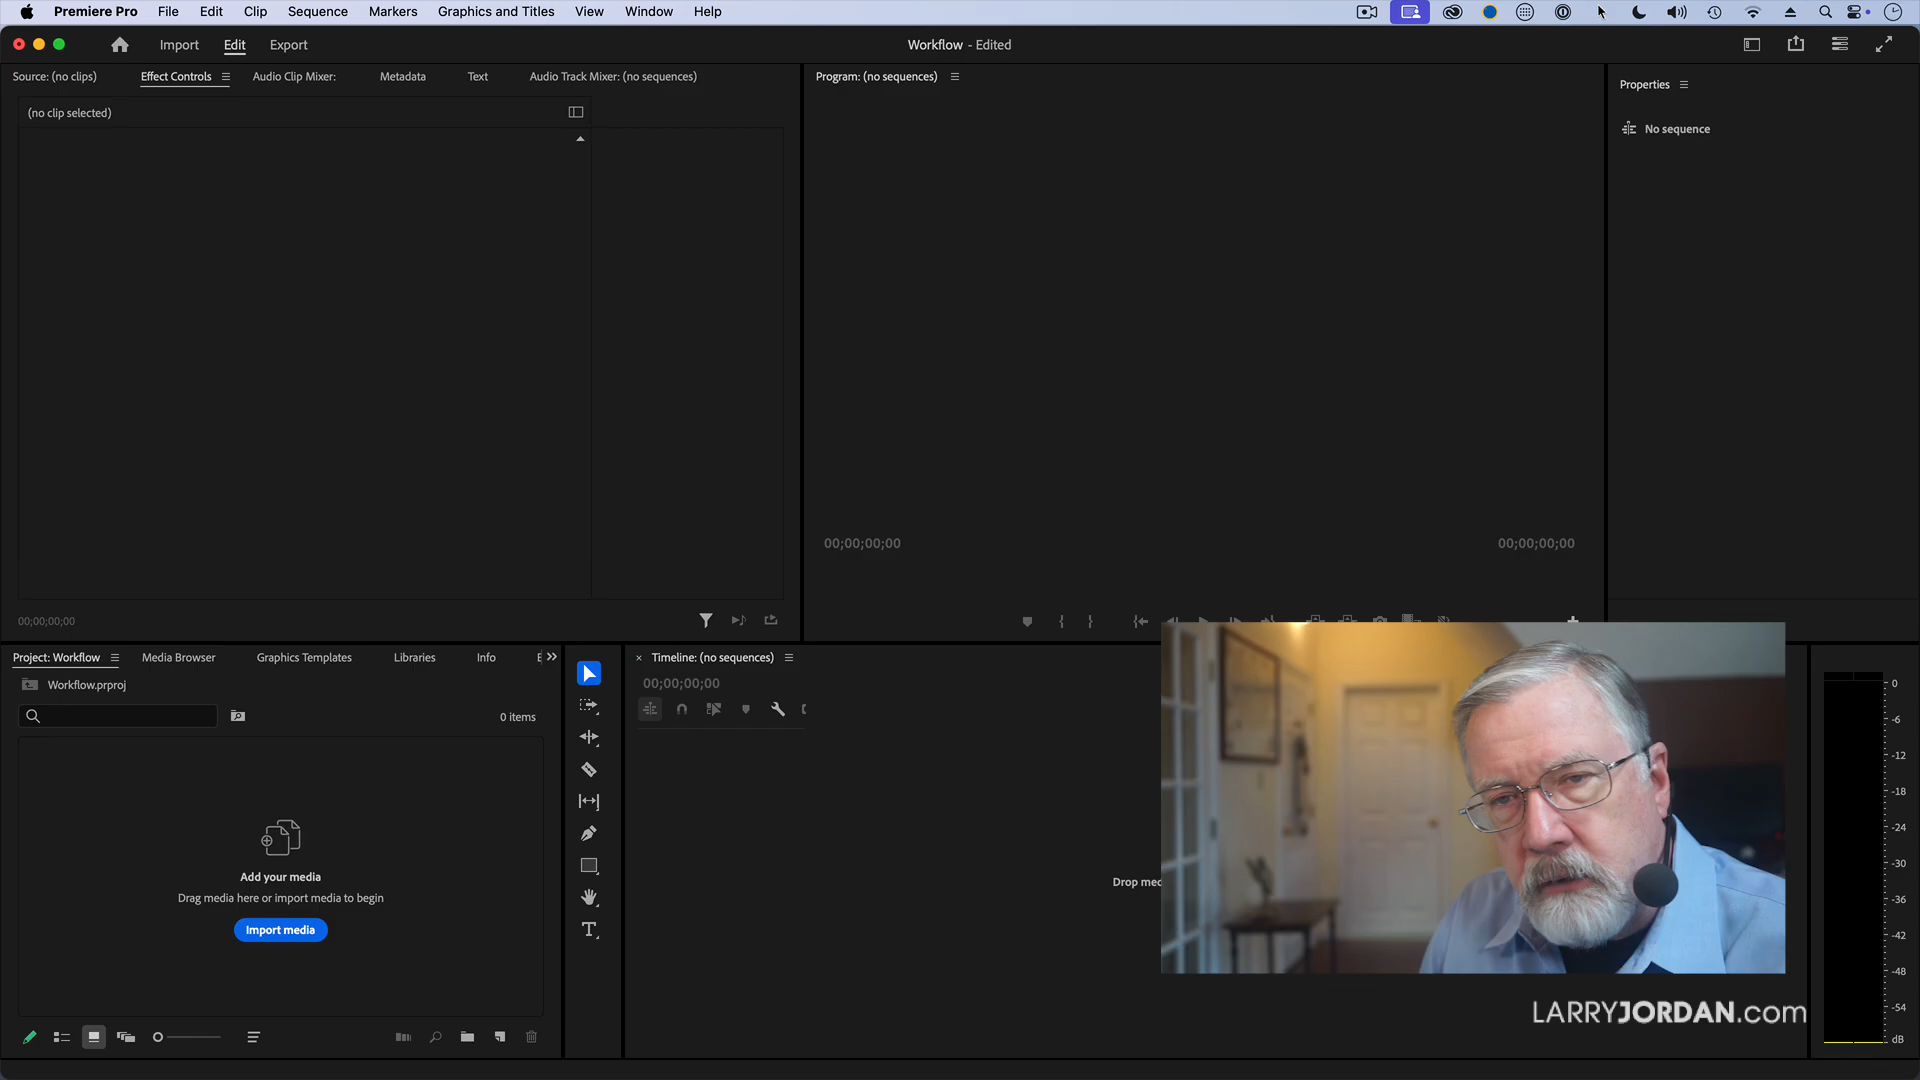 Premiere Pro File Edit Clip Sequence Markers Graphics and Titles View Window Help
Import Edit Export Workflow - Edited
Source: (no clips) Effect Controls Audio Clip Mixer: Metadata Text Audio Track Mixer: (no sequences)
Program: (no sequences)
Properties
(no clip selected)
No sequence
00;00;00;00 00;00;00;00
00;00;00;00
Project: Workflow Media Browser Graphics Templates Libraries Info
Timeline: (no sequences)
Workflow.prproj
00;00;00;00
0 items
Add your media
Drag media here or import media to begin
Import media
Drop med
0
-6
-12
-18
-24
-30
-36
-42
-48
-54
dB
LARRYJORDAN.com